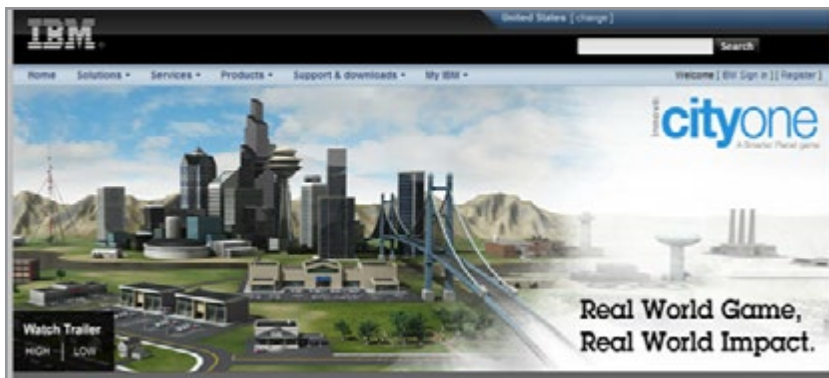 United States [ change ]
IBM
Search
Home Solutions Services Products Support & downloads My IBM Welcome [ IBM Sign in ] [ Register ]
cityone
A Smarter Planet game
Real World Game,
Real World Impact.
Watch Trailer
HIGH LOW